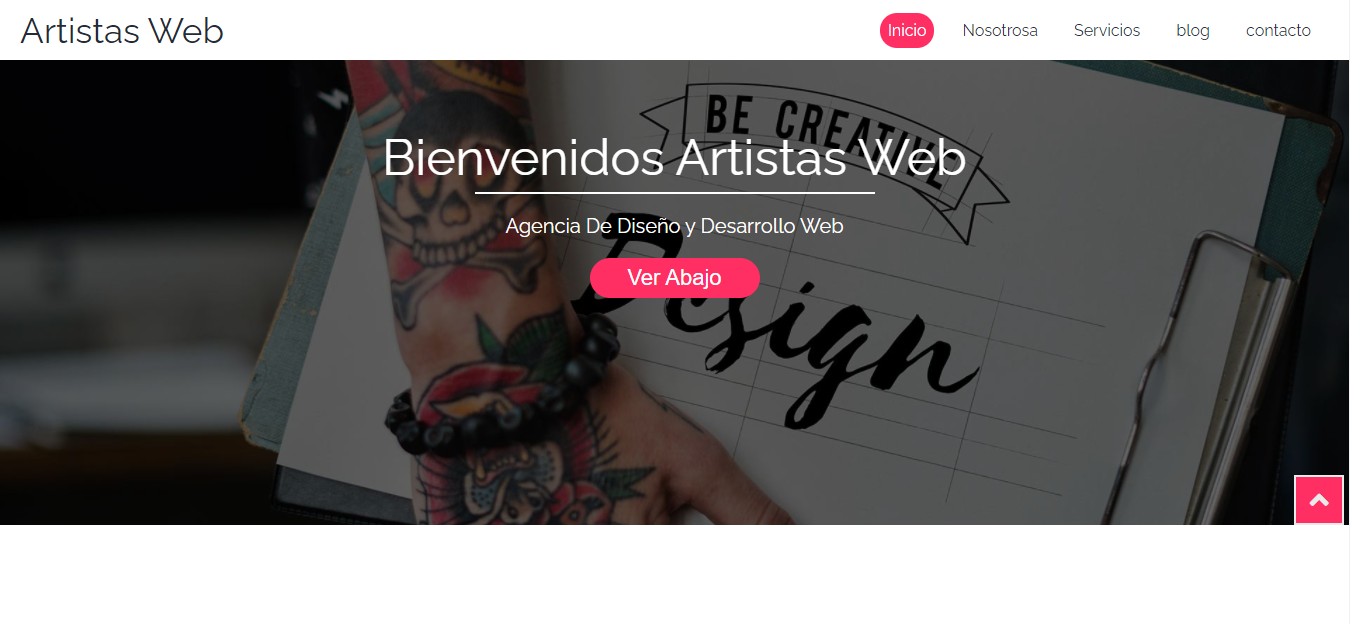 Artistas Web
Inicio Nosotrosa Servicios blog contacto
BE CREATIVE
Bienvenidos Artistas Web
Agencia De Diseño y Desarrollo Web
Ver Abajo
Design